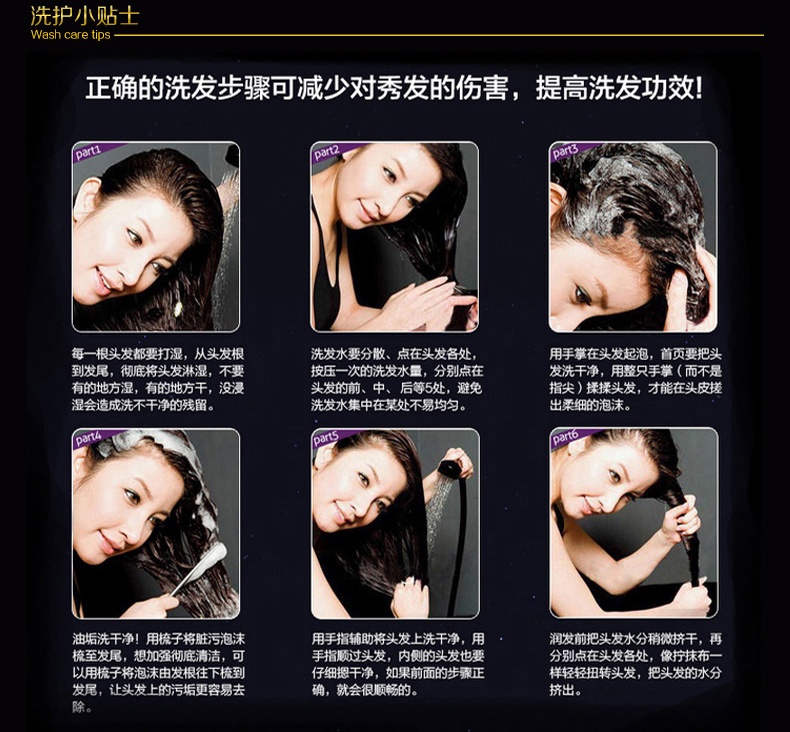 洗护小贴士
Wash care tips
正确的洗发步骤可减少对秀发的伤害，提高洗发功效!
part1
part2
part3
每一根头发都要打湿，从头发根
到发尾，彻底将头发淋湿，不要
有的地方湿，有的地方干，没浸
湿会造成洗不干净的残留。
洗发水要分散、点在头发各处，
按压一次的洗发水量，分别点在
头发的前、中、后等5处，避免
洗发水集中在某处不易均匀。
用手掌在头发起泡，首页要把头
发洗干净，用整只手掌（而不是
指尖）揉揉头发，才能在头皮搓
出柔细的泡沫。
part4
part5
part6
油垢洗干净！用梳子将脏污泡沫
梳至发尾，想加强彻底清洁，可
以用梳子将泡沫由发根往下梳到
发尾，让头发上的污垢更容易去
除。
用手指辅助将头发上洗干净，用
手指顺过头发，内侧的头发也要
仔细搓干净，如果前面的步骤正
确，就会很顺畅的。
润发前把头发水分稍微挤干，再
分别点在头发各处，像拧抹布一
样轻轻扭转头发，把头发的水分
挤出。